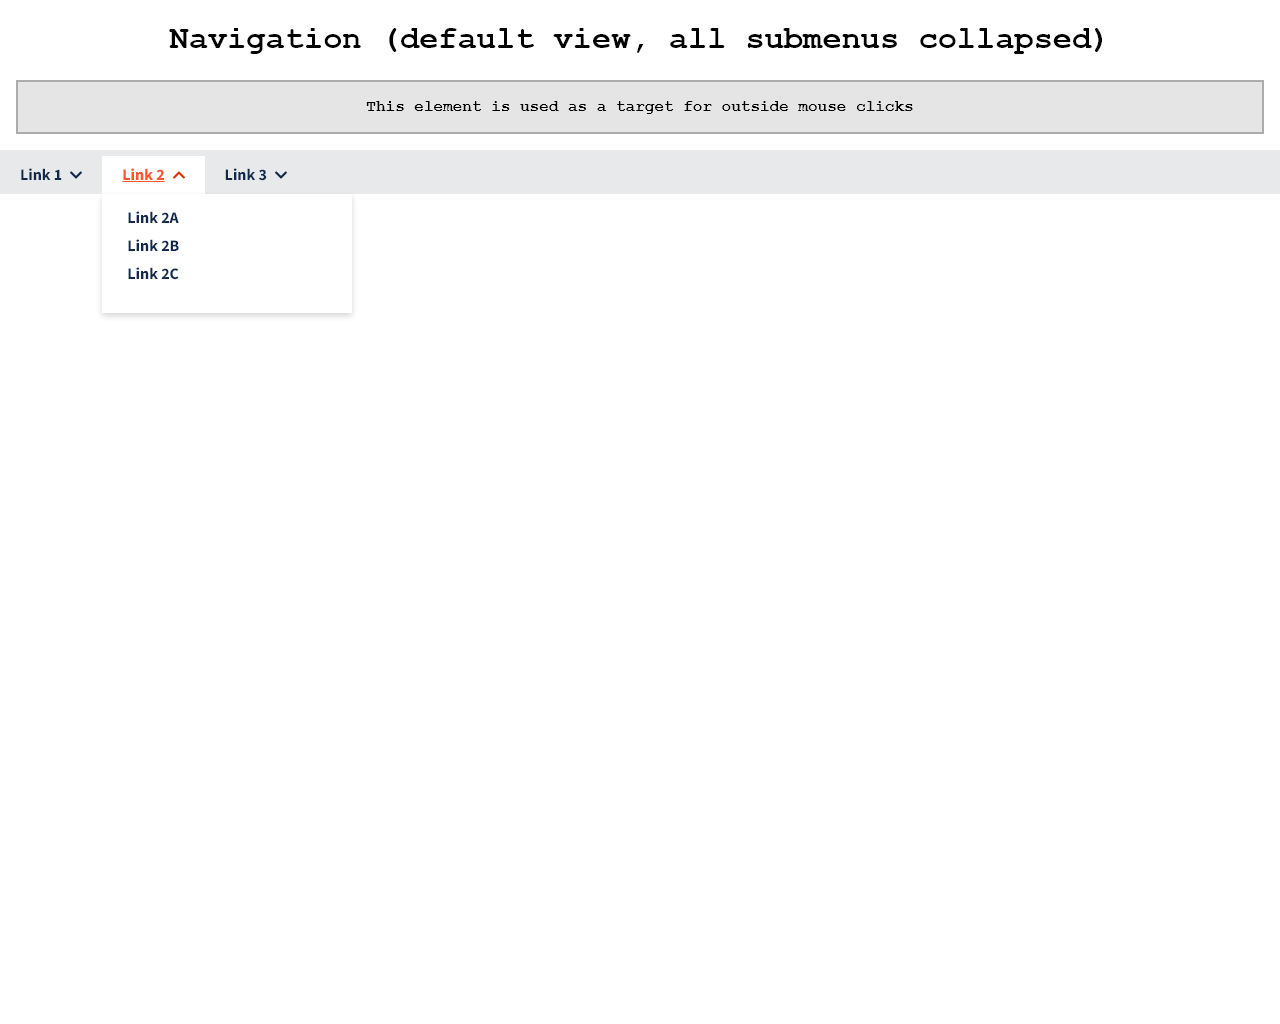 Navigation (default view, all submenus collapsed)
This element is used as a target for outside mouse clicks
Link 1 Link 2 Link 3
Link 2A
Link 2B
Link 2C